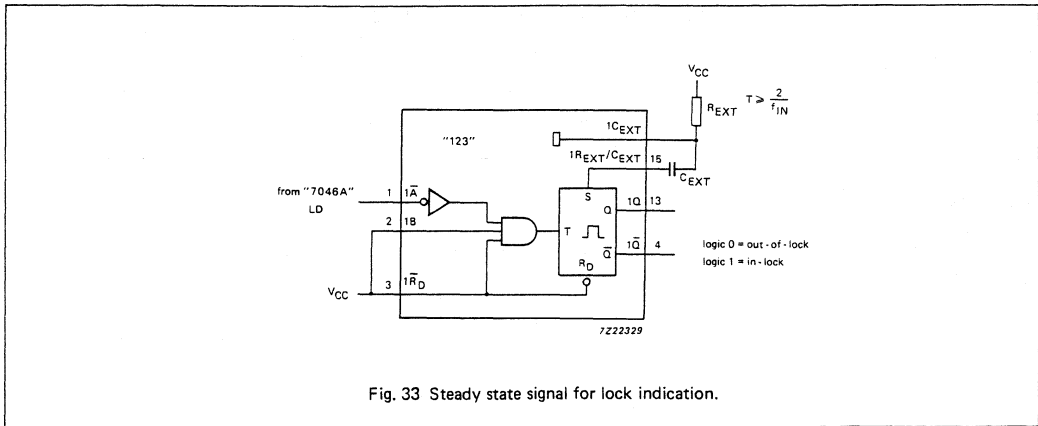 VCC
REXT T ⩾ 2/fIN
1CEXT
"123"
1REXT/CEXT 15
CEXT
from "7046A"
LD
1 1A̅
S
Q 1Q 13
2 1B
T
Q̅ 1Q̅ 4
logic 0 = out-of-lock
logic 1 = in-lock
RD
VCC 3 1R̅D
7Z22329
Fig. 33 Steady state signal for lock indication.